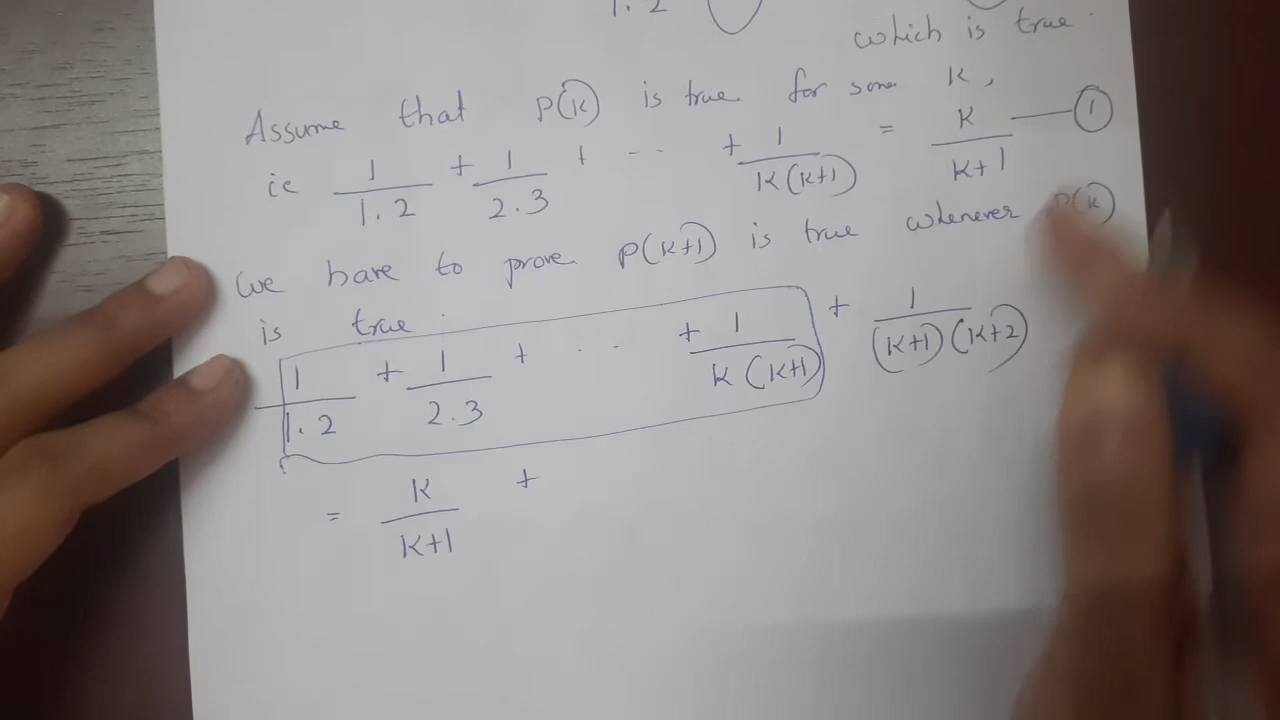 1. 2
which is true.
Assume that P(k) is true for some k,
ie 1/1.2 + 1/2.3 + ... + 1/k(k+1) = k/k+1 — ①
We have to prove P(k+1) is true whenever P(k)
is true.
1/1.2 + 1/2.3 + ... + 1/k(k+1) + 1/(k+1)(k+2)
= k/k+1 +